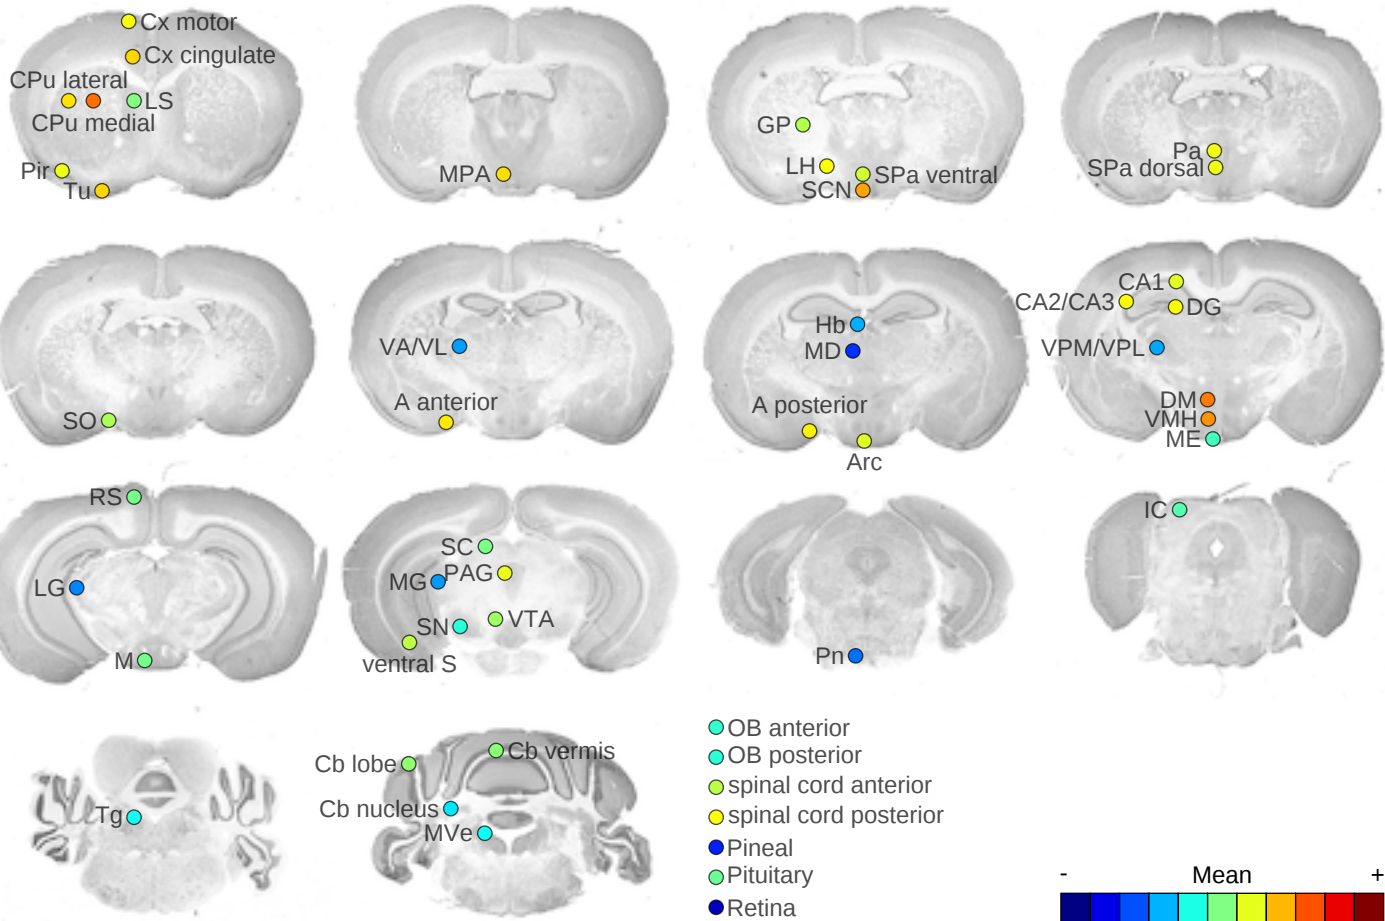 Cx motor
Cx cingulate
CPu lateral
LS
CPu medial
Pir
Tu
MPA
GP
LH
SPa ventral
SCN
Pa
SPa dorsal
SO
VA/VL
A anterior
Hb
MD
A posterior
Arc
CA1
CA2/CA3
DG
VPM/VPL
DM
VMH
ME
RS
LG
M
SC
MG
PAG
SN
VTA
ventral S
Pn
IC
Tg
Cb lobe
Cb vermis
Cb nucleus
MVe
OB anterior
OB posterior
spinal cord anterior
spinal cord posterior
Pineal
Pituitary
Retina
- Mean +